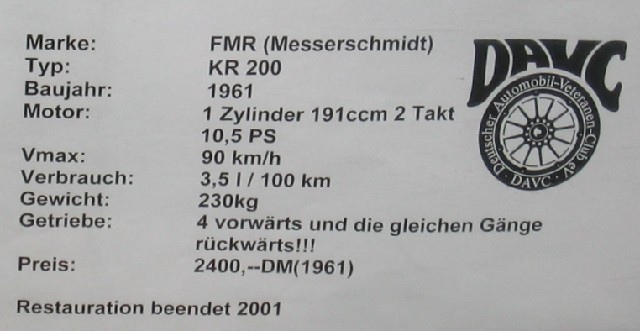 Marke: FMR (Messerschmidt)
Typ: KR 200
Baujahr: 1961
Motor: 1 Zylinder 191ccm 2 Takt
10,5 PS
Vmax: 90 km/h
Verbrauch: 3,5 l / 100 km
Gewicht: 230kg
Getriebe: 4 vorwärts und die gleichen Gänge
rückwärts!!!
Preis: 2400,--DM(1961)
Restauration beendet 2001
DAVC
Deutscher Automobil-Veteranen-Club eV
· DAVC ·